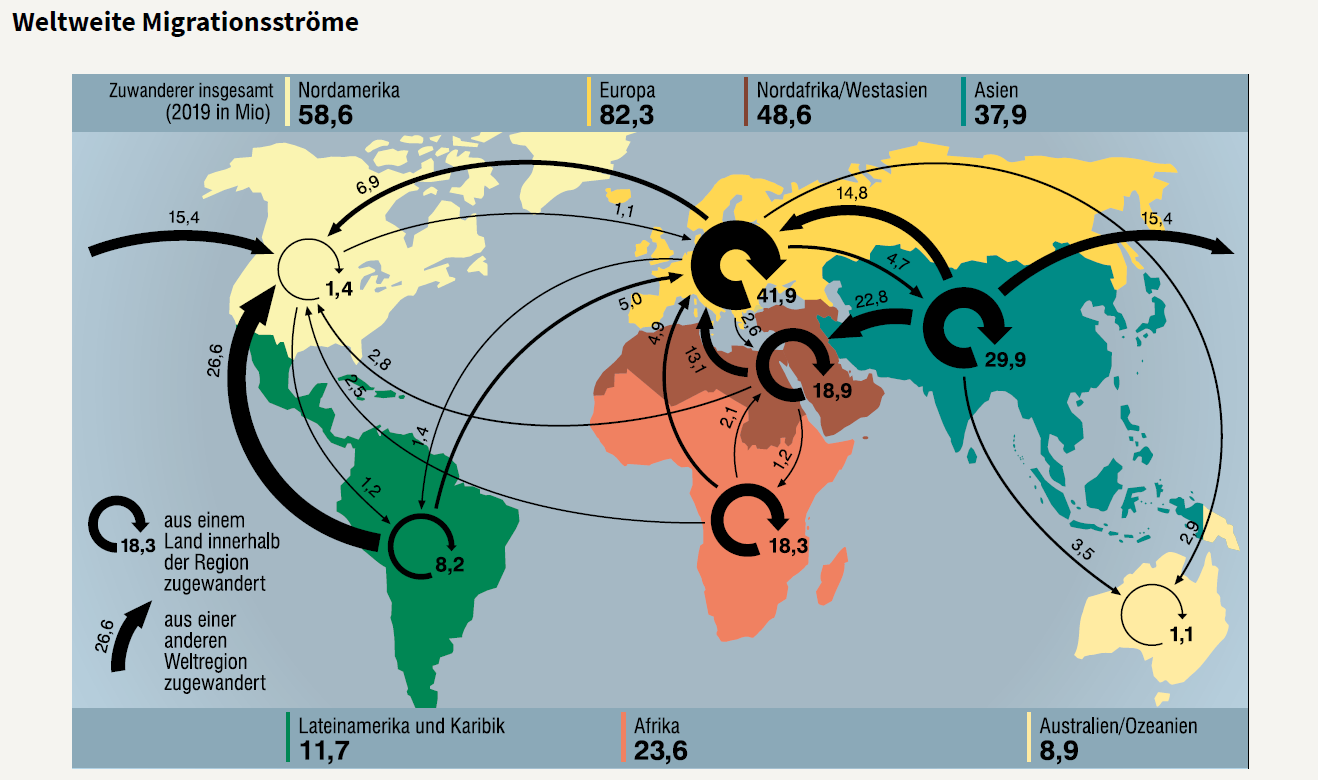 Weltweite Migrationsströme
Zuwanderer insgesamt
(2019 in Mio)
Nordamerika
58,6
Europa
82,3
Nordafrika/Westasien
48,6
Asien
37,9
6,9
15,4
1,1
14,8
15,4
4,7
1,4
41,9
5,0
22,8
2,6
4,9
13,1
29,9
26,6
2,8
2,5
18,9
2,1
1,4
1,2
1,2
aus einem
Land innerhalb
der Region
zugewandert
18,3
8,2
18,3
3,5
2,9
26,6
aus einer
anderen
Weltregion
zugewandert
1,1
Lateinamerika und Karibik
11,7
Afrika
23,6
Australien/Ozeanien
8,9